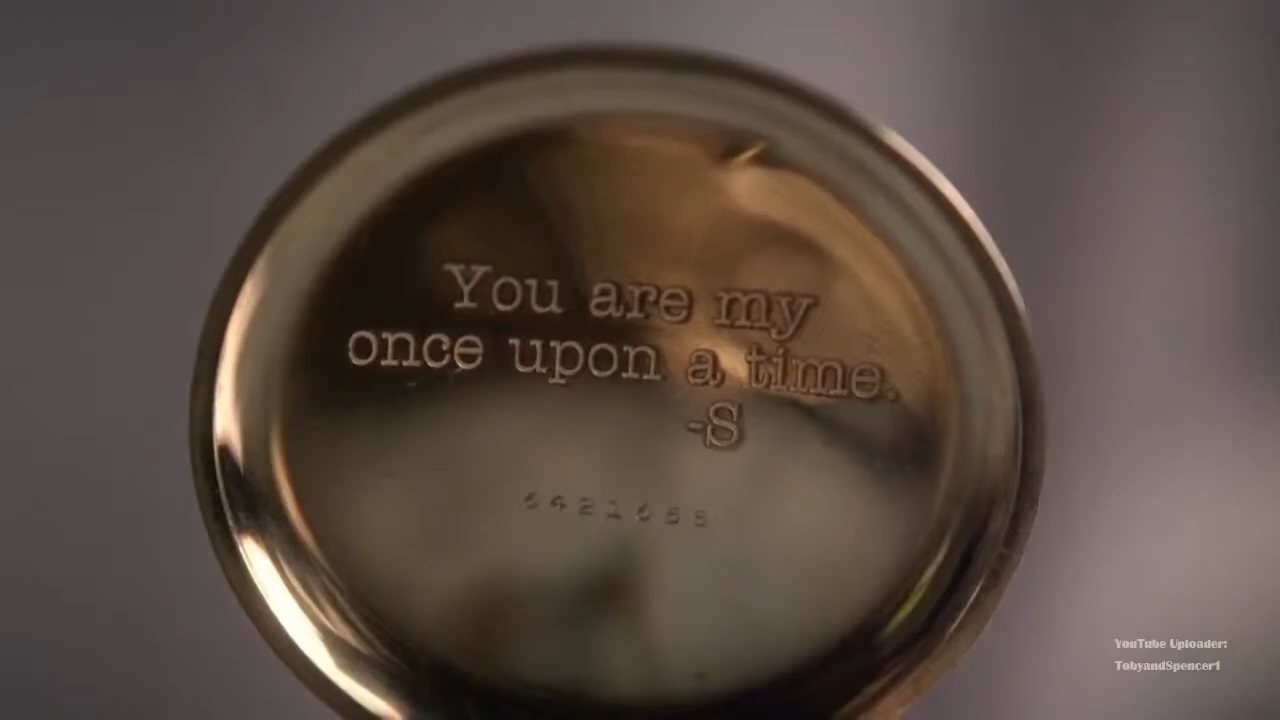 You are my
once upon a time.
-S
YouTube Uploader:
TobyandSpencer1